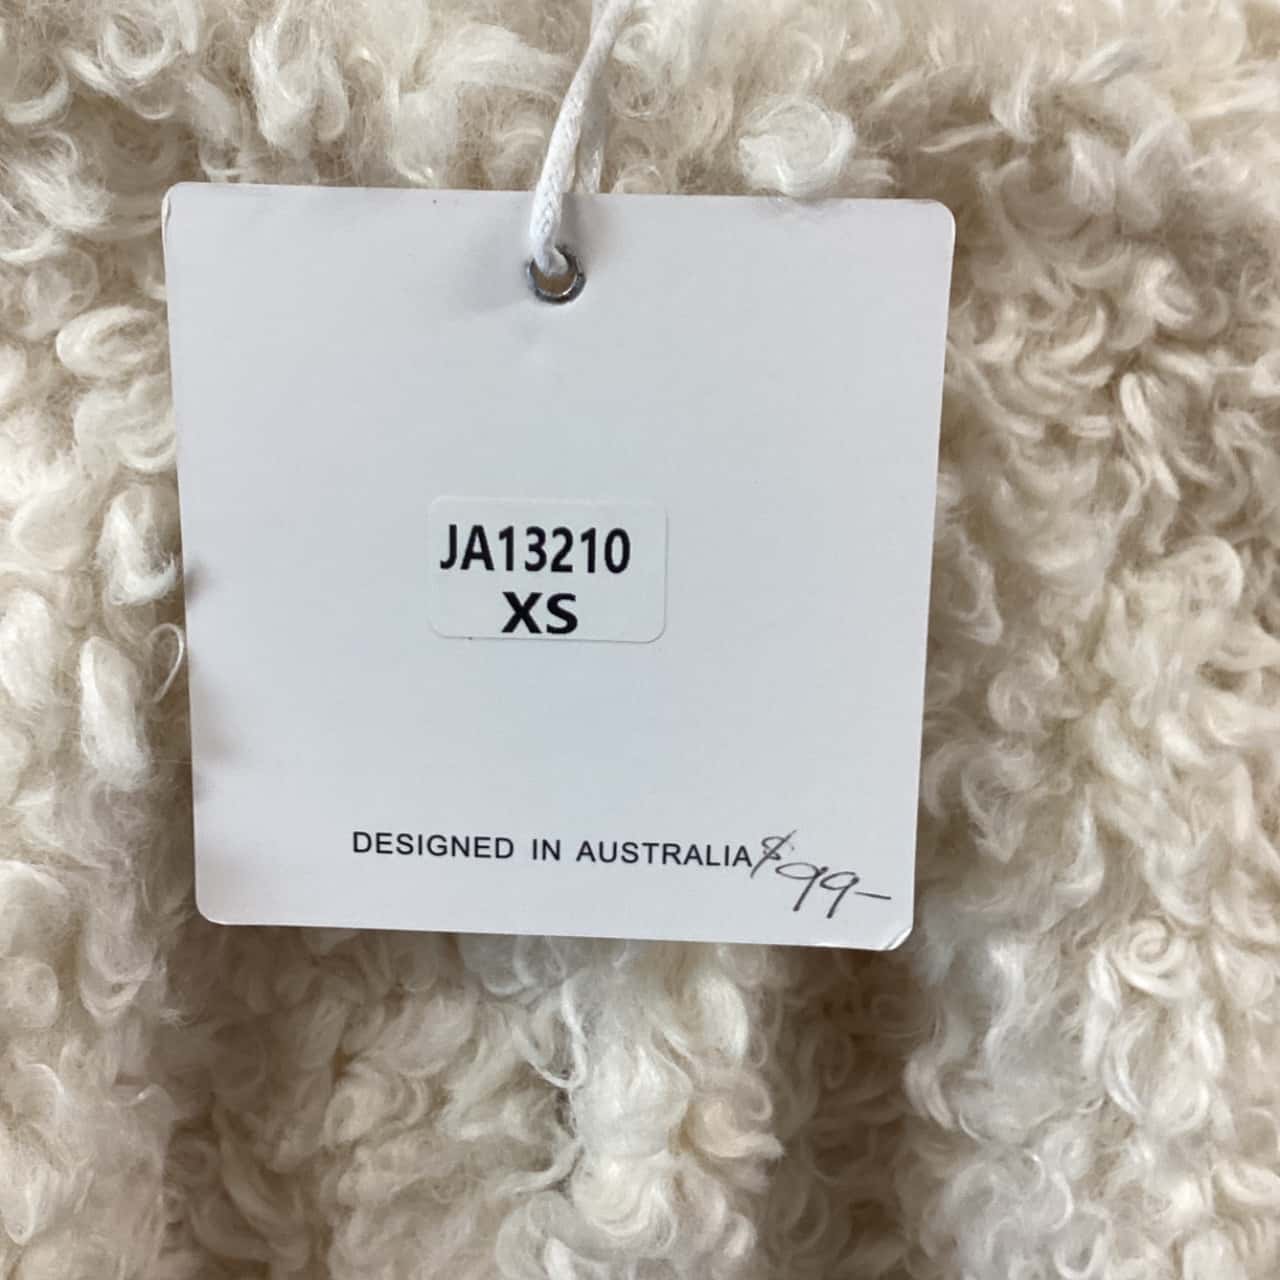 JA13210
XS
DESIGNED IN AUSTRALIA $99-